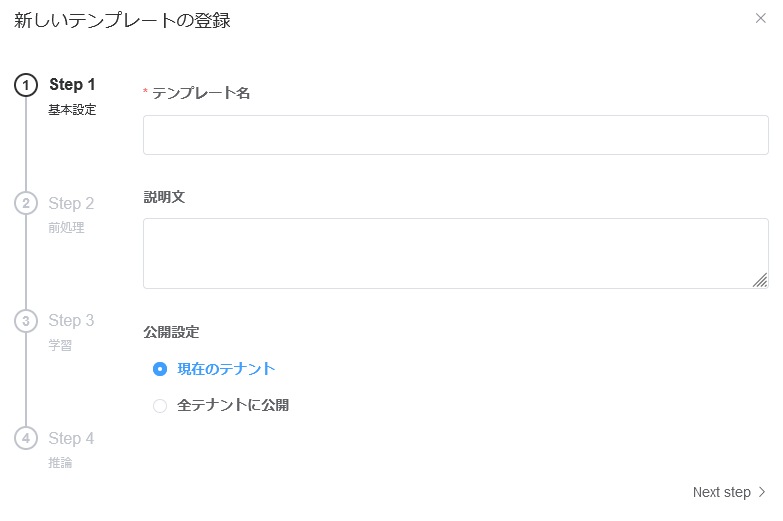 新しいテンプレートの登録
1 Step 1
基本設定
* テンプレート名
2 Step 2
前処理
説明文
3 Step 3
学習
公開設定
現在のテナント
全テナントに公開
4 Step 4
推論
Next step